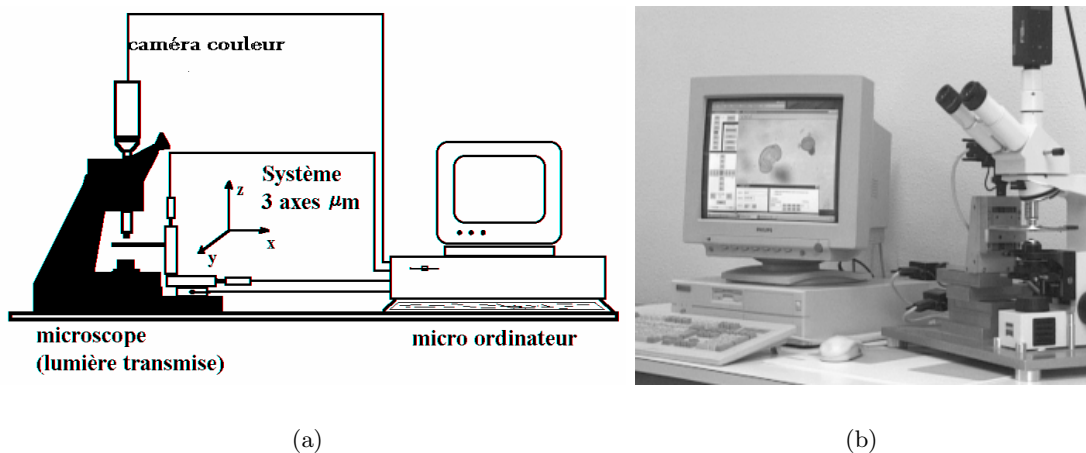 caméra couleur
Système
3 axes μm
z
x
y
microscope
(lumière transmise)
micro ordinateur
PHILIPS
(a)
(b)